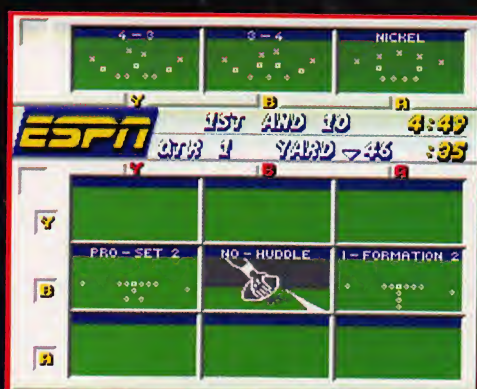 4 - 3 3 - 4 NICKEL
Y B A
ESPN 1ST AND 10 4:49
QTR 1 YARD 46 :35
Y B A
Y
PRO - SET 2 NO - HUDDLE I - FORMATION 2
B
A